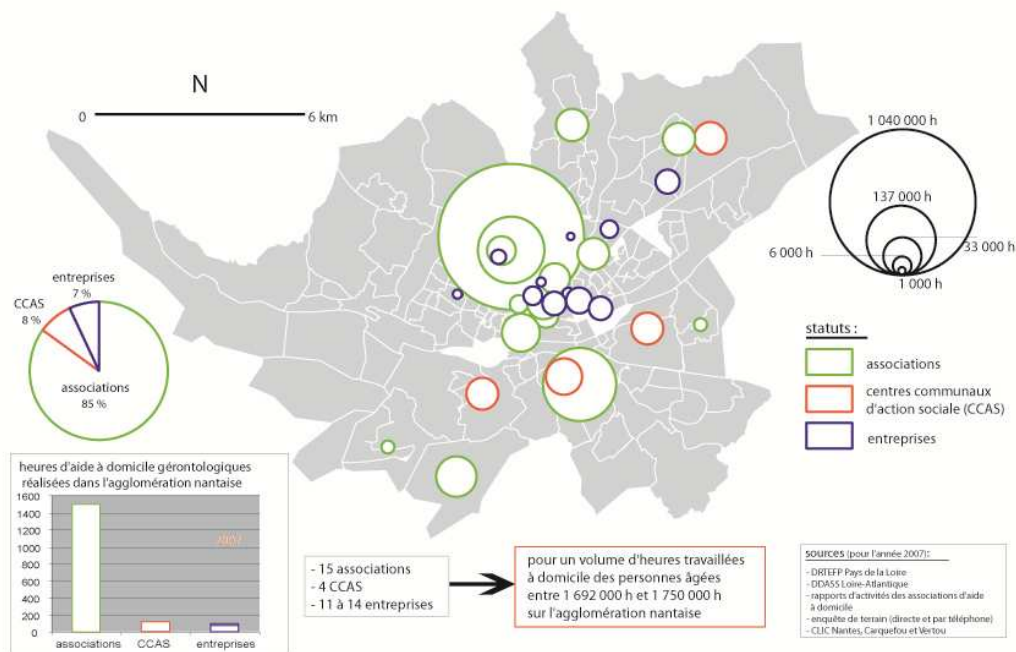 N
0 6 km
1 040 000 h
137 000 h
6 000 h
33 000 h
1 000 h
entreprises
7 %
CCAS
8 %
associations
85 %
statuts :
associations
centres communaux
d'action sociale (CCAS)
entreprises
heures d'aide à domicile gérontologiques
réalisées dans l'agglomération nantaise
1600
1400
1200
1000
800
600
400
200
0
2007
associations CCAS entreprises
- 15 associations
- 4 CCAS
- 11 à 14 entreprises
pour un volume d'heures travaillées
à domicile des personnes âgées
entre 1 692 000 h et 1 750 000 h
sur l'agglomération nantaise
sources (pour l'année 2007):
- DRTEFP Pays de la Loire
- DDASS Loire-Atlantique
- rapports d'activités des associations d'aide
à domicile
- enquête de terrain (directe et par téléphone)
- CLIC Nantes, Carquefou et Vertou